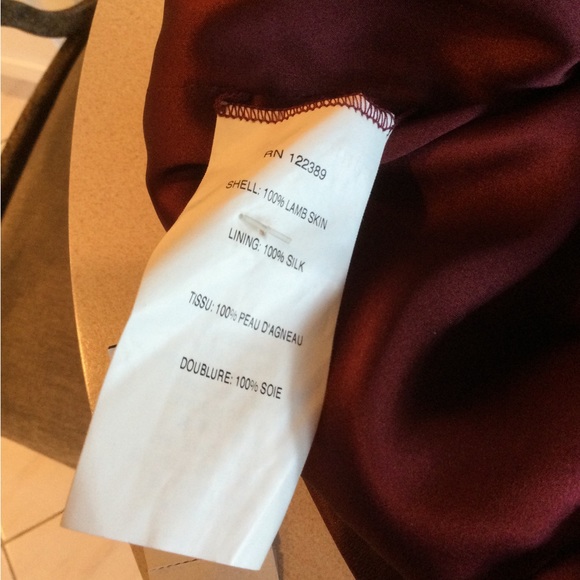 RN 122389
SHELL: 100% LAMB SKIN
LINING: 100% SILK
TISSU: 100% PEAU D'AGNEAU
DOUBLURE: 100% SOIE